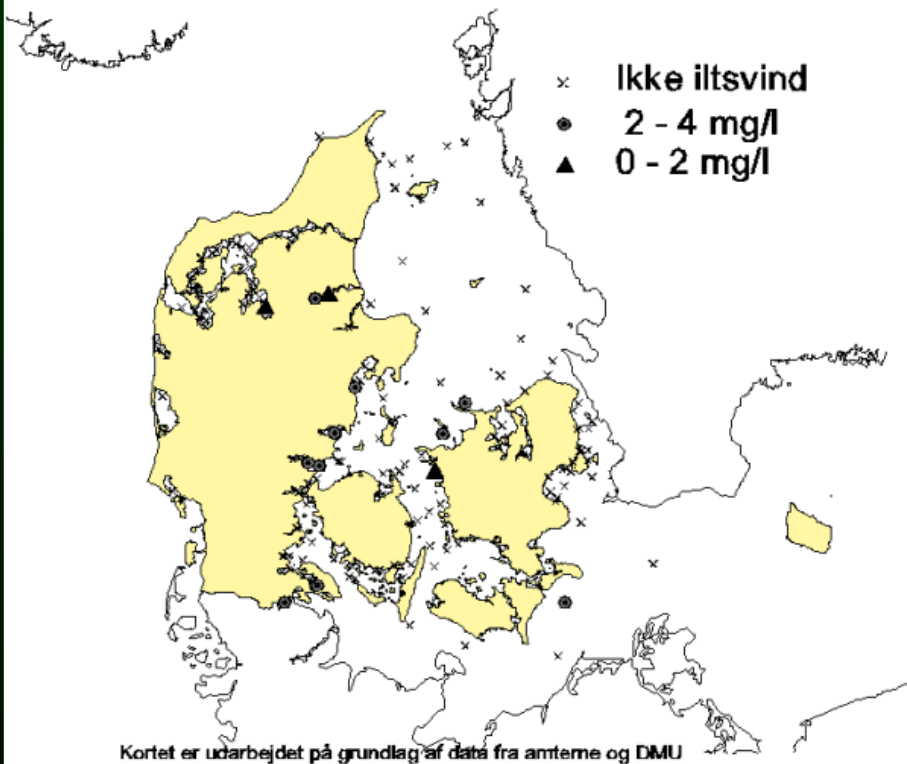 Ikke iltsvind
2 - 4 mg/l
0 - 2 mg/l
Kortet er udarbejdet på grundlag af data fra amterne og DMU